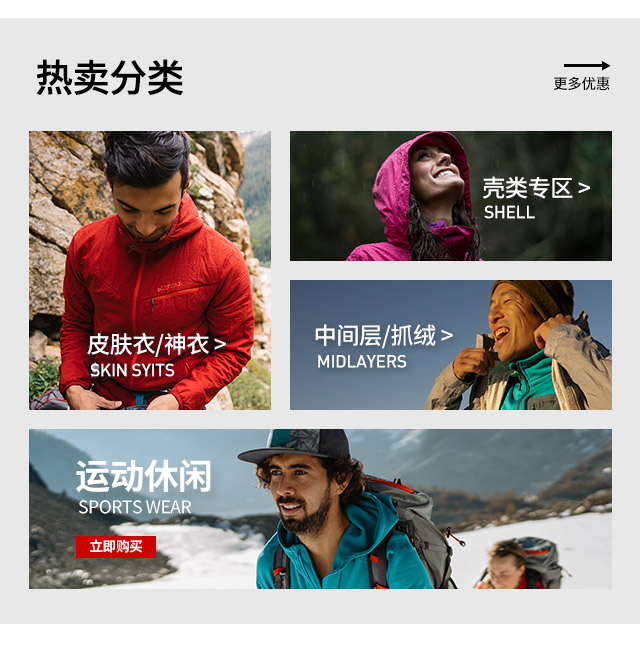 热卖分类
更多优惠
皮肤衣/神衣 >
SKIN SYITS
壳类专区 >
SHELL
中间层/抓绒 >
MIDLAYERS
运动休闲
SPORTS WEAR
立即购买